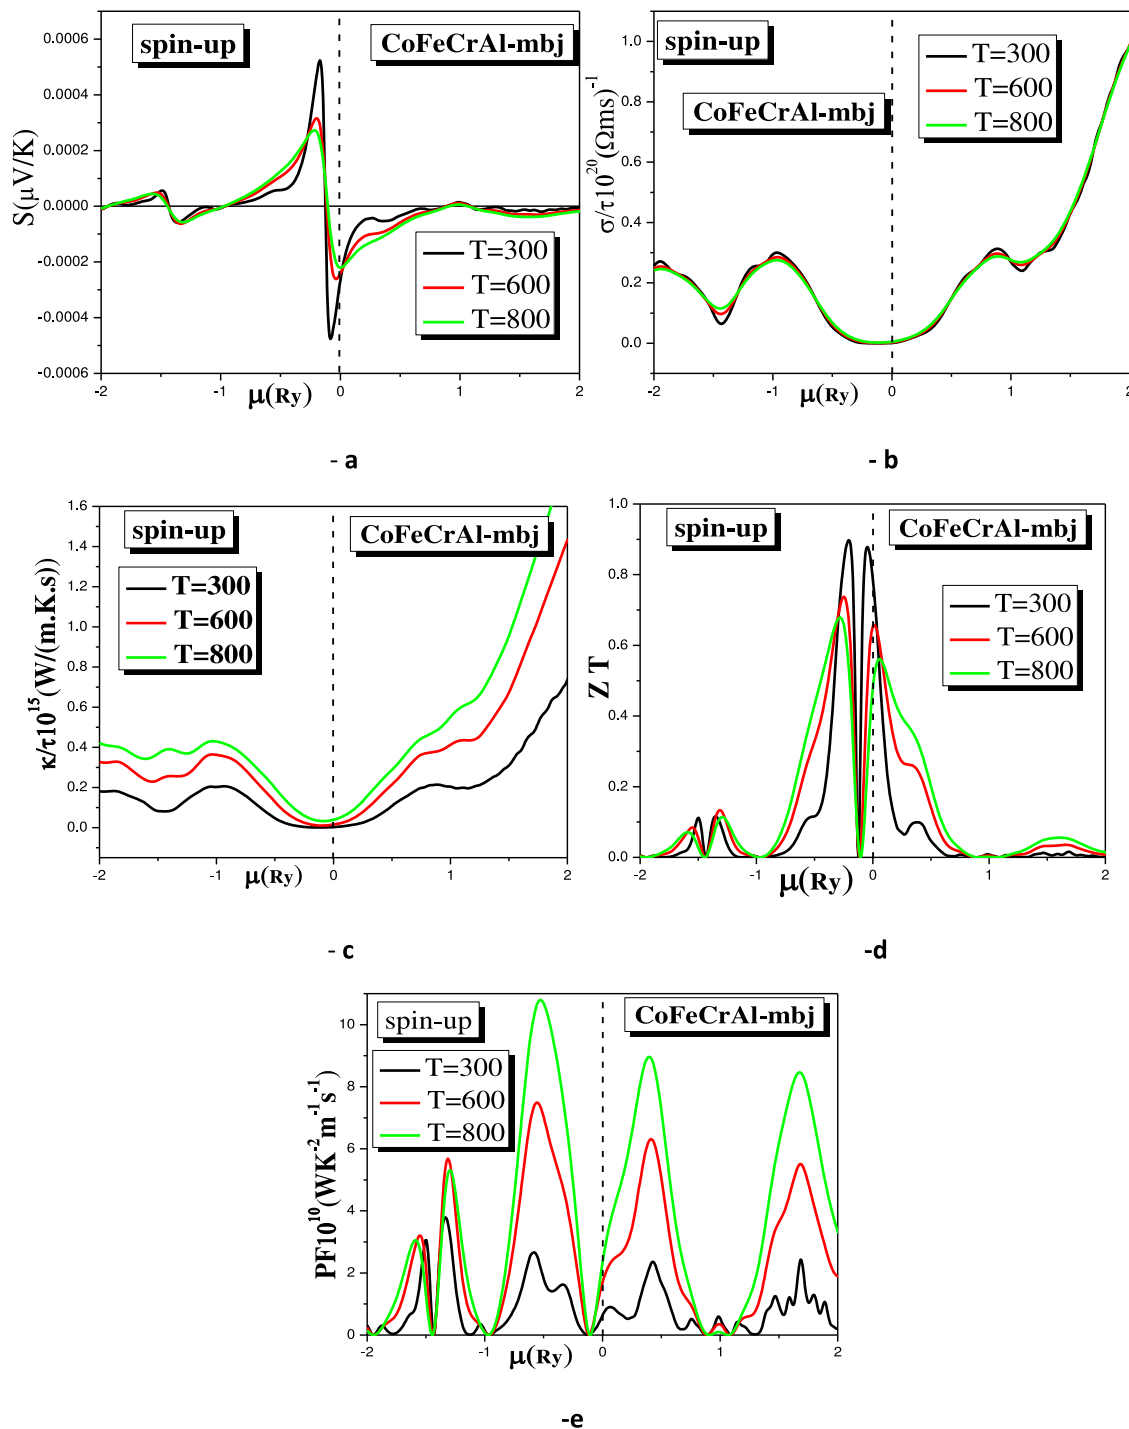 spin-up
CoFeCrAl-mbj
S(μV/K)
0.0006
0.0004
0.0002
0.0000
-0.0002
-0.0004
-0.0006
T=300
T=600
T=800
-2 -1 0 1 2
μ(Ry)
- a
spin-up
CoFeCrAl-mbj
T=300
T=600
T=800
σ/τ10²⁰(Ωms)⁻¹
1.0
0.8
0.6
0.4
0.2
0.0
-2 -1 0 1 2
μ(Ry)
- b
spin-up
CoFeCrAl-mbj
T=300
T=600
T=800
κ/τ10¹⁵(W/(m.K.s))
1.6
1.4
1.2
1.0
0.8
0.6
0.4
0.2
0.0
-2 -1 0 1 2
μ(Ry)
- c
spin-up
CoFeCrAl-mbj
T=300
T=600
T=800
Z T
1.0
0.8
0.6
0.4
0.2
0.0
-2 -1 0 1 2
μ(Ry)
-d
spin-up
CoFeCrAl-mbj
T=300
T=600
T=800
PF10¹⁰(WK⁻²m⁻¹s⁻¹)
10
8
6
4
2
0
-2 -1 0 1 2
μ(Ry)
-e